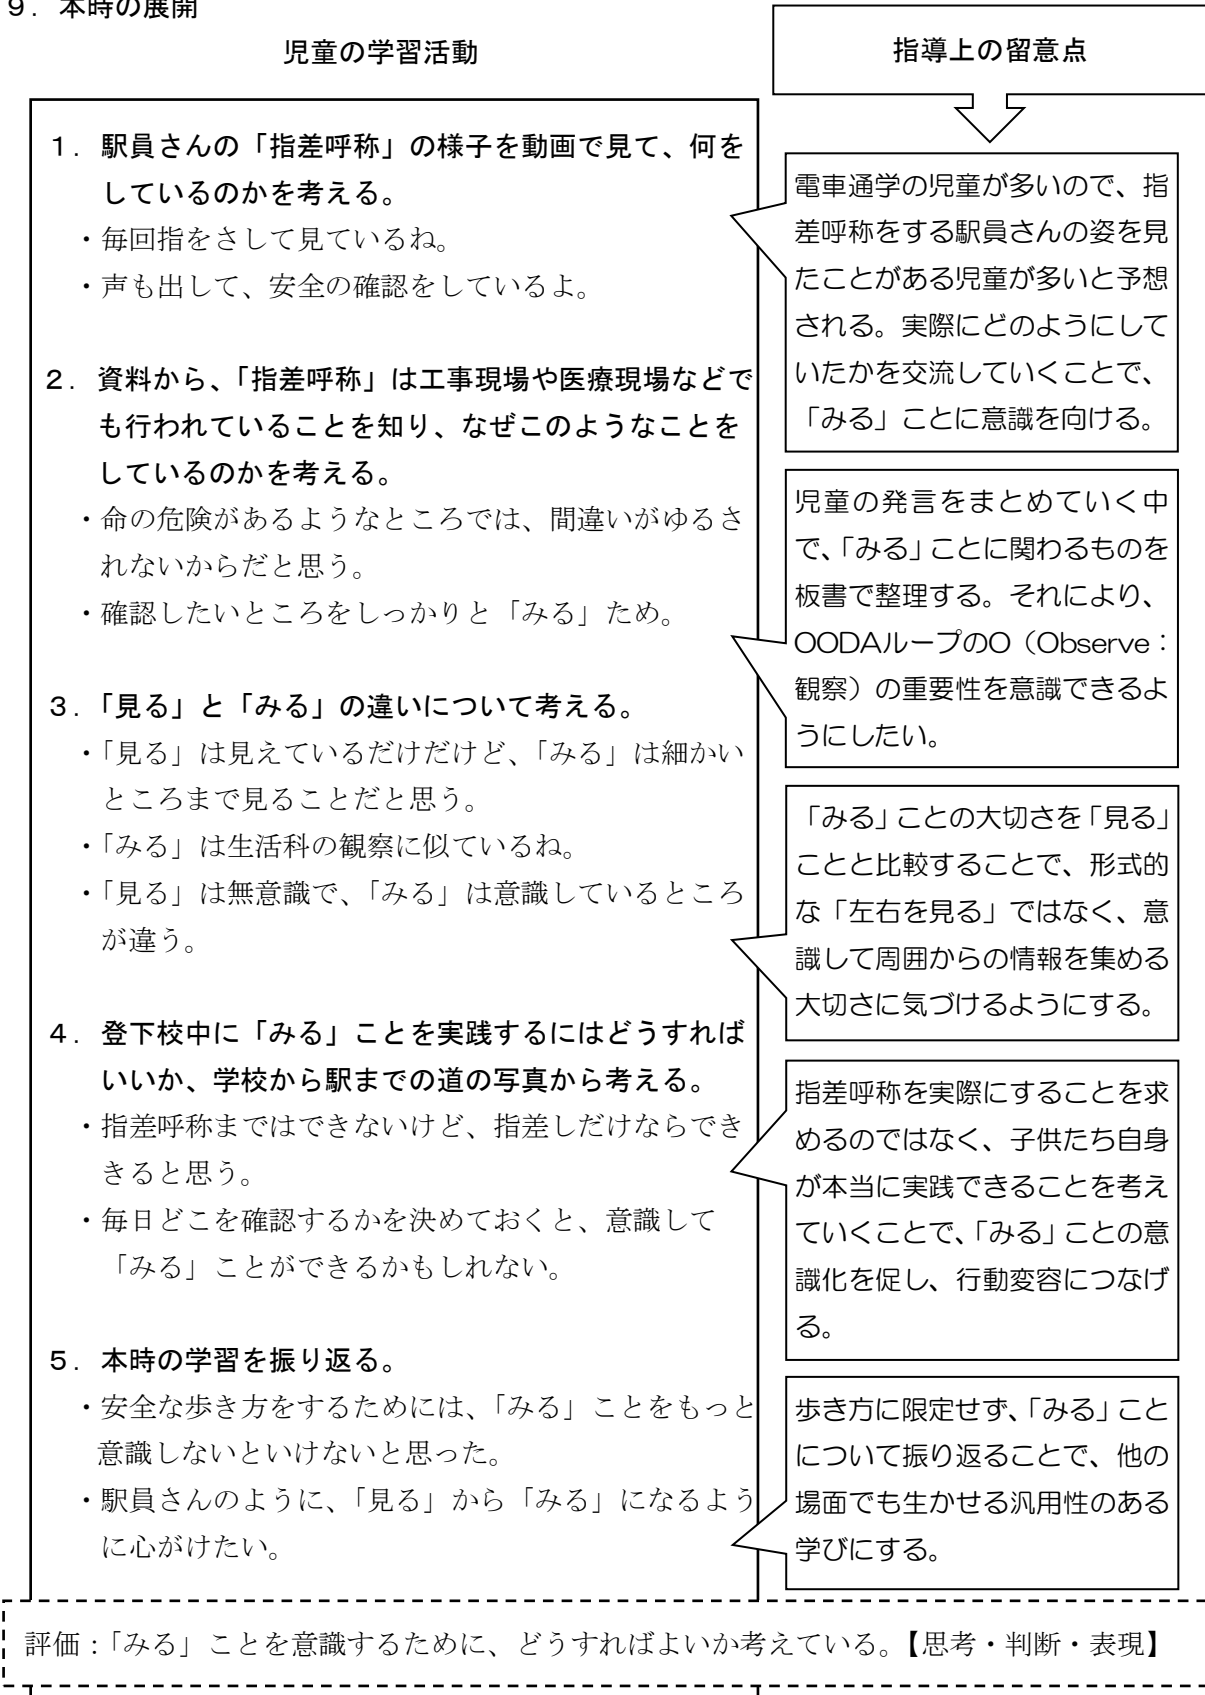 ９．本時の展開
児童の学習活動
１．駅員さんの「指差呼称」の様子を動画で見て、何を
しているのかを考える。
・毎回指をさして見ているね。
・声も出して、安全の確認をしているよ。
２．資料から、「指差呼称」は工事現場や医療現場などで
も行われていることを知り、なぜこのようなことを
しているのかを考える。
・命の危険があるようなところでは、間違いがゆるさ
れないからだと思う。
・確認したいところをしっかりと「みる」ため。
３．「見る」と「みる」の違いについて考える。
・「見る」は見えているだけだけど、「みる」は細かい
ところまで見ることだと思う。
・「みる」は生活科の観察に似ているね。
・「見る」は無意識で、「みる」は意識しているところ
が違う。
４．登下校中に「みる」ことを実践するにはどうすれば
いいか、学校から駅までの道の写真から考える。
・指差呼称まではできないけど、指差しだけならでき
きると思う。
・毎日どこを確認するかを決めておくと、意識して
「みる」ことができるかもしれない。
５．本時の学習を振り返る。
・安全な歩き方をするためには、「みる」ことをもっと
意識しないといけないと思った。
・駅員さんのように、「見る」から「みる」になるよう
に心がけたい。
指導上の留意点
電車通学の児童が多いので、指
差呼称をする駅員さんの姿を見
たことがある児童が多いと予想
される。実際にどのようにして
いたかを交流していくことで、
「みる」ことに意識を向ける。
児童の発言をまとめていく中
で、「みる」ことに関わるものを
板書で整理する。それにより、
OODAループのO（Observe：
観察）の重要性を意識できるよ
うにしたい。
「みる」ことの大切さを「見る」
ことと比較することで、形式的
な「左右を見る」ではなく、意
識して周囲からの情報を集める
大切さに気づけるようにする。
指差呼称を実際にすることを求
めるのではなく、子供たち自身
が本当に実践できることを考え
ていくことで、「みる」ことの意
識化を促し、行動変容につなげ
る。
歩き方に限定せず、「みる」こと
について振り返ることで、他の
場面でも生かせる汎用性のある
学びにする。
評価：「みる」ことを意識するために、どうすればよいか考えている。【思考・判断・表現】